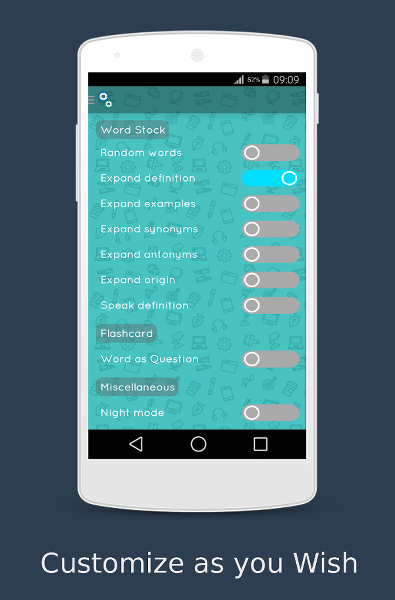 52% 09:09
Word Stock
Random words
Expand definition
Expand examples
Expand synonyms
Expand antonyms
Expand origin
Speak definition
Flashcard
Word as Question
Miscellaneous
Night mode
Customize as you Wish